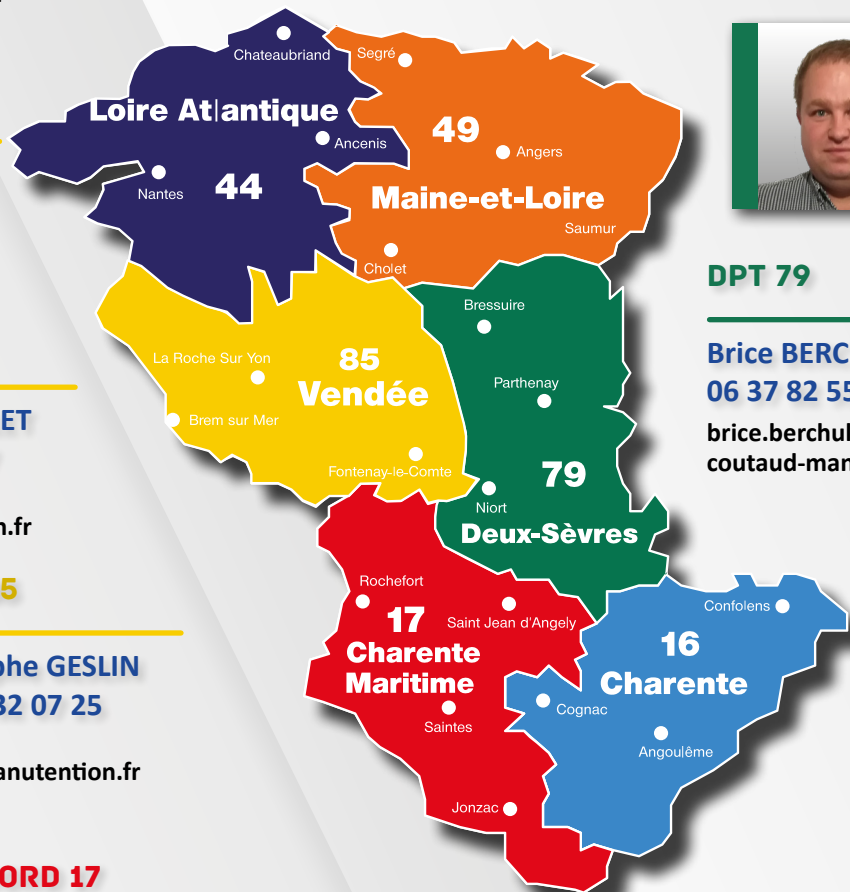 Chateaubriand
Segré
Loire Atlantique
49
Ancenis
Angers
Nantes
44
Maine-et-Loire
Saumur
Cholet
DPT 79
Bressuire
La Roche Sur Yon
85
Vendée
Parthenay
Brem sur Mer
Fontenay-le-Comte
79
Niort
Deux-Sèvres
Brice BERC
06 37 82 55
brice.berchul
coutaud-man
ET
n.fr
5
phe GESLIN
32 07 25
anutention.fr
ORD 17
Rochefort
17
Saint Jean d'Angely
Charente
Maritime
Saintes
Jonzac
Confolens
16
Charente
Cognac
Angoulême